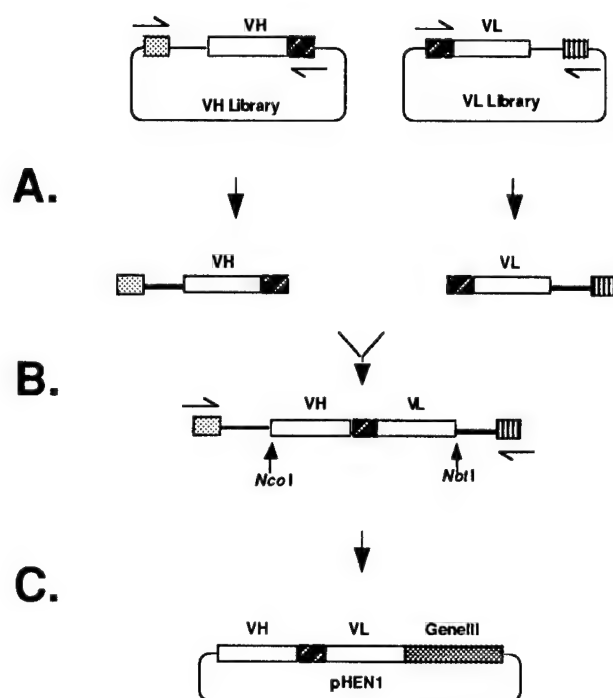 VH
VL
VH Library
VL Library
A.
VH
VL
B.
VH
VL
NcoI
NotI
C.
VH
VL
GeneIII
pHEN1